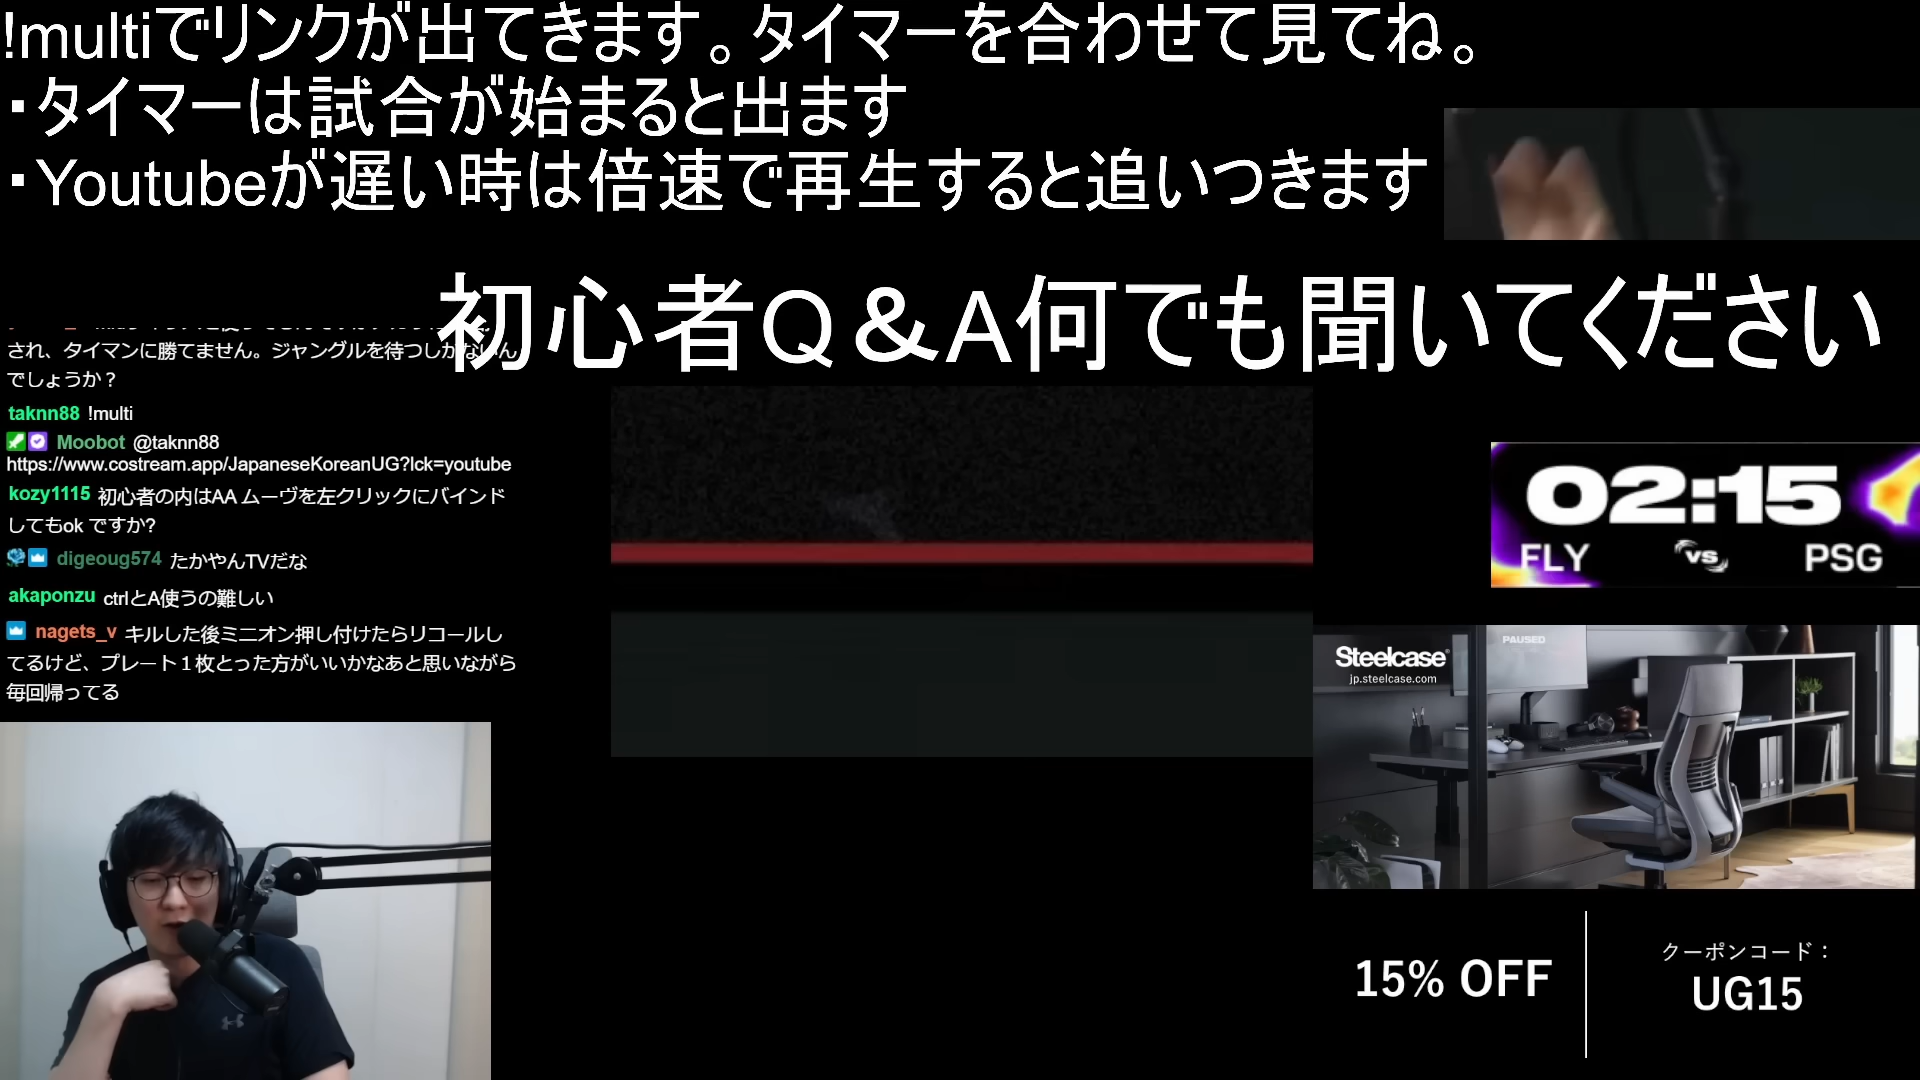 !multiでリンクが出てきます。タイマーを合わせて見てね。
・タイマーは試合が始まると出ます
・Youtubeが遅い時は倍速で再生すると追いつきます
初心者Q＆A何でも聞いてください
され、タイマンに勝てません。ジャングルを待つしかないん
でしょうか？
taknn88 !multi
Moobot @taknn88
https://www.costream.app/JapaneseKoreanUG?lck=youtube
kozy1115 初心者の内はAA ムーヴを左クリックにバインド
してもok ですか?
digeoug574 たかやんTVだな
akaponzu ctrlとA使うの難しい
nagets_v キルした後ミニオン押し付けたらリコールし
てるけど、プレート１枚とった方がいいかなあと思いながら
毎回帰ってる
02:15
FLY vs PSG
Steelcase
jp.steelcase.com
PAUSED
15% OFF
クーポンコード：
UG15